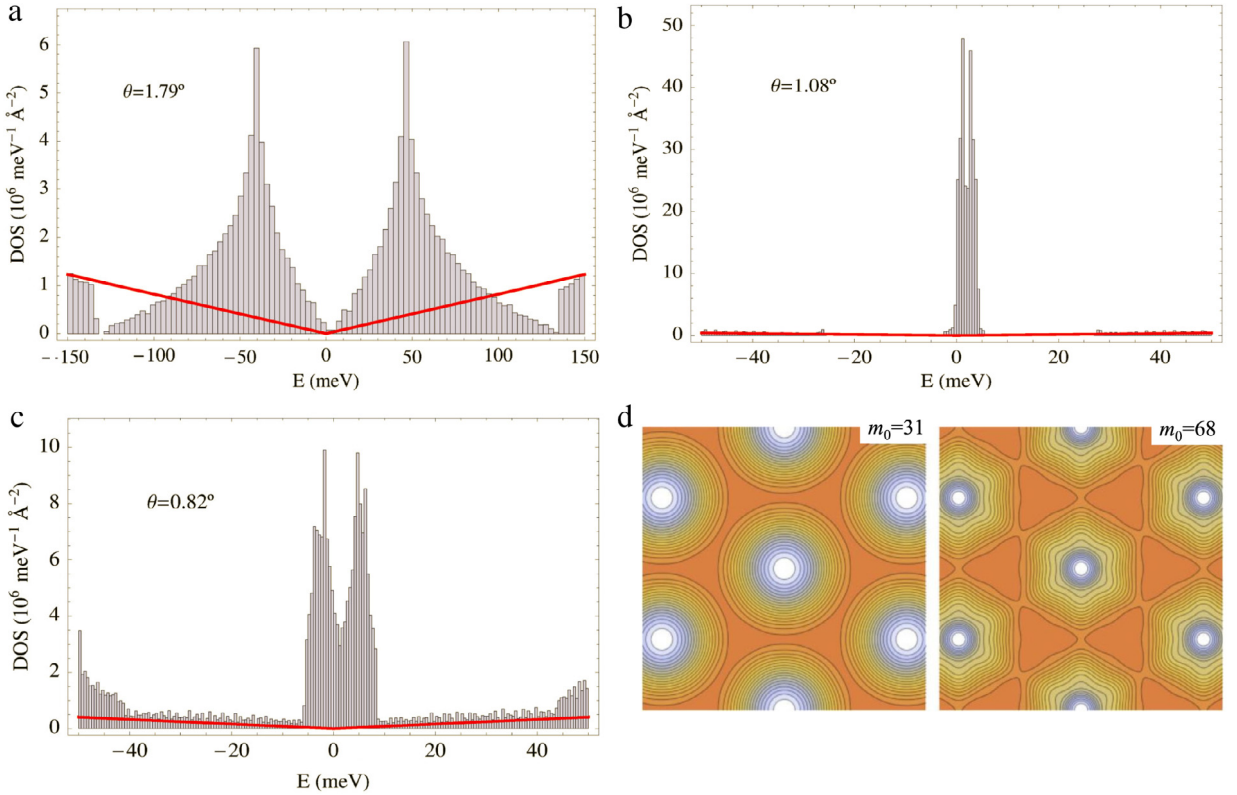 a
DOS (10⁶ meV⁻¹ Å⁻²)
6
5
4
3
2
1
0
θ=1.79º
- -150 −100 −50 0 50 100 150
E (meV)
b
DOS (10⁶ meV⁻¹ Å⁻²)
50
40
30
20
10
0
θ=1.08º
−40 −20 0 20 40
E (meV)
c
DOS (10⁶ meV⁻¹ Å⁻²)
10
8
6
4
2
0
θ=0.82º
−40 −20 0 20 40
E (meV)
d
m₀=31
m₀=68